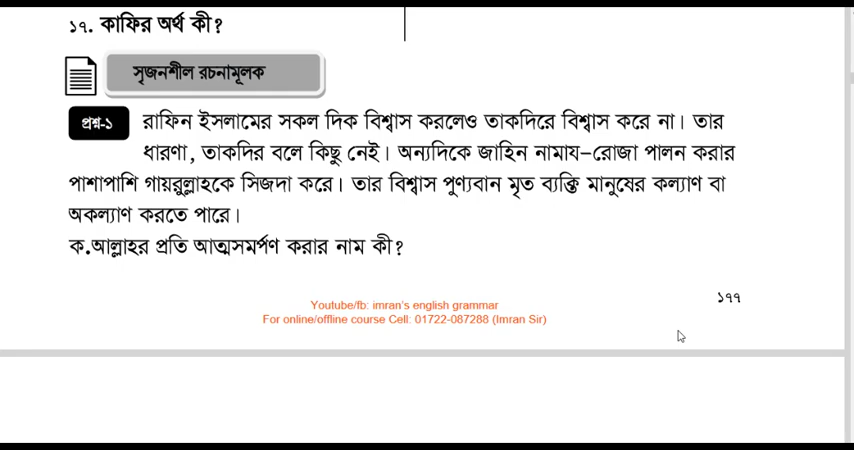 ১৭. কাফির অর্থ কী?
সৃজনশীল রচনামূলক
প্রশ্ন-১ রাফিন ইসলামের সকল দিক বিশ্বাস করলেও তাকদিরে বিশ্বাস করে না। তার
ধারণা, তাকদির বলে কিছু নেই। অন্যদিকে জাহিন নামায-রোজা পালন করার
পাশাপাশি গায়রুল্লাহকে সিজদা করে। তার বিশ্বাস পুণ্যবান মৃত ব্যক্তি মানুষের কল্যাণ বা
অকল্যাণ করতে পারে।
ক.আল্লাহর প্রতি আত্মসমর্পণ করার নাম কী?
১৭৭
Youtube/fb: imran's english grammar
For online/offline course Cell: 01722-087288 (Imran Sir)